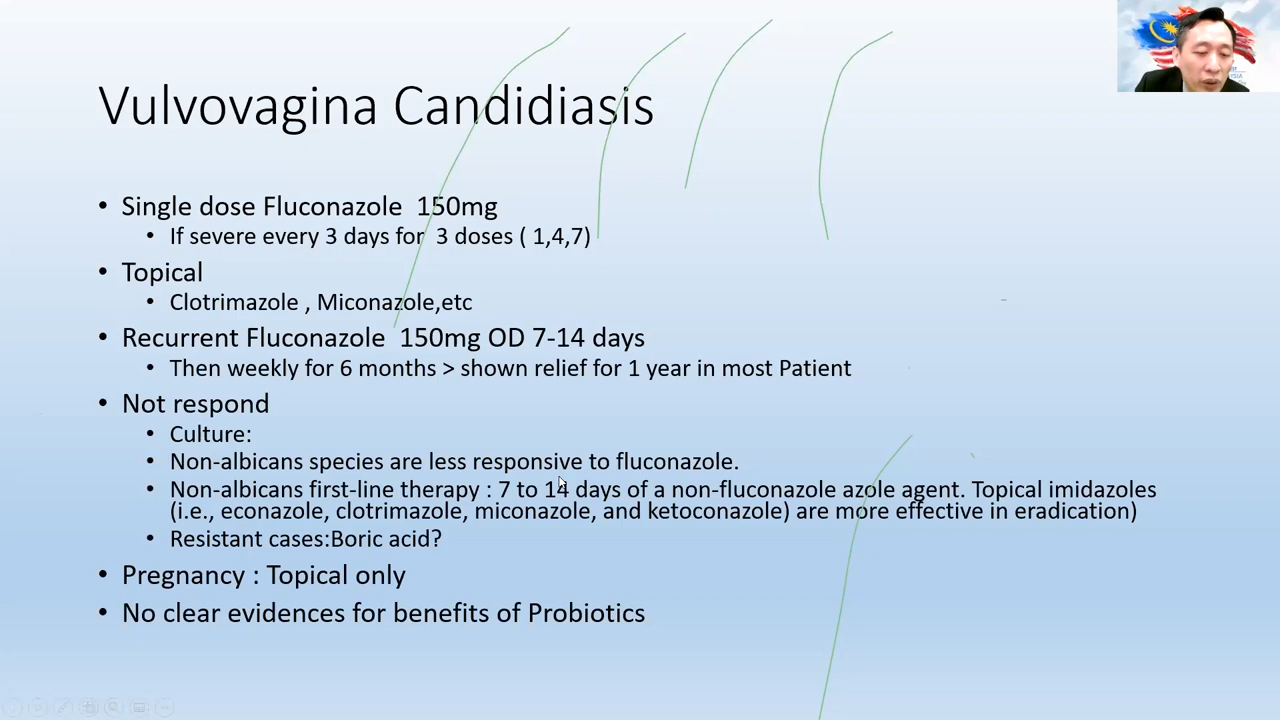 Vulvovagina Candidiasis
• Single dose Fluconazole 150mg
• If severe every 3 days for 3 doses ( 1,4,7)
• Topical
• Clotrimazole , Miconazole,etc
• Recurrent Fluconazole 150mg OD 7-14 days
• Then weekly for 6 months > shown relief for 1 year in most Patient
• Not respond
• Culture:
• Non-albicans species are less responsive to fluconazole.
• Non-albicans first-line therapy : 7 to 14 days of a non-fluconazole azole agent. Topical imidazoles
(i.e., econazole, clotrimazole, miconazole, and ketoconazole) are more effective in eradication)
• Resistant cases:Boric acid?
• Pregnancy : Topical only
• No clear evidences for benefits of Probiotics